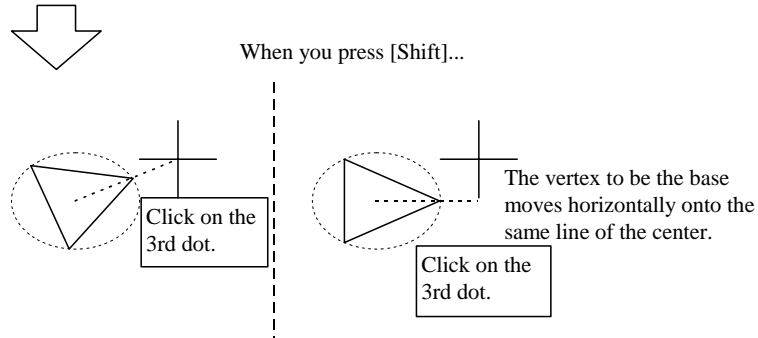 When you press [Shift]...
Click on the
3rd dot.
The vertex to be the base
moves horizontally onto the
same line of the center.
Click on the
3rd dot.